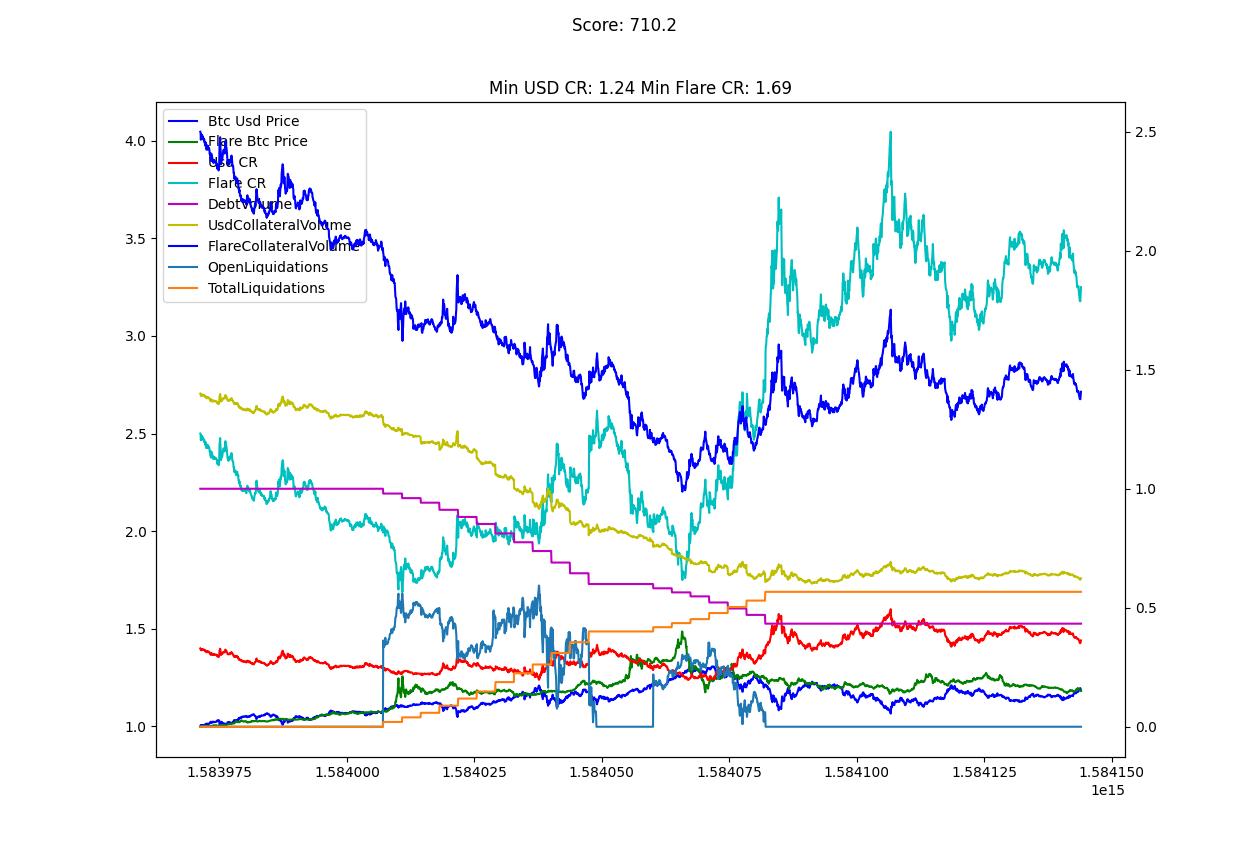 Score: 710.2
Min USD CR: 1.24 Min Flare CR: 1.69
Btc Usd Price
Flare Btc Price
Usd CR
Flare CR
DebtVolume
UsdCollateralVolume
FlareCollateralVolume
OpenLiquidations
TotalLiquidations
4.0
3.5
3.0
2.5
2.0
1.5
1.0
2.5
2.0
1.5
1.0
0.5
0.0
1.583975 1.584000 1.584025 1.584050 1.584075 1.584100 1.584125 1.584150
1e15